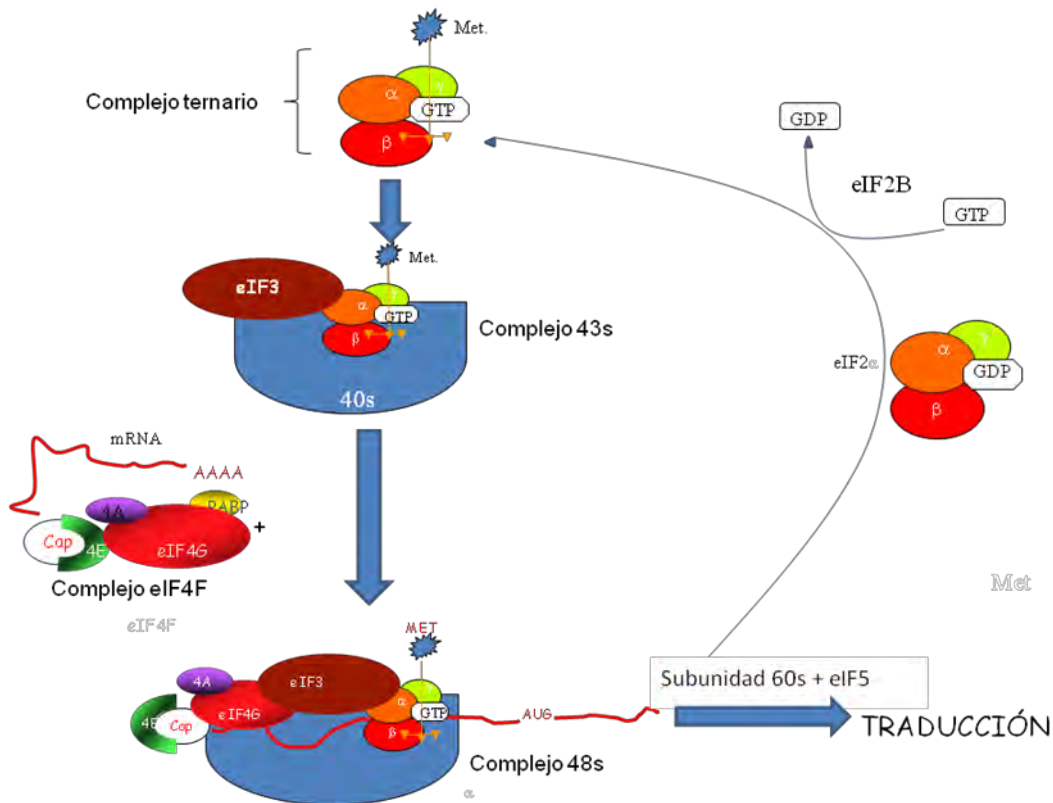 Met.
Complejo ternario
α
γ
GTP
β
GDP
eIF2B
GTP
Met.
eIF3
α
γ
GTP
β
Complejo 43s
40s
eIF2α
α
γ
GDP
β
mRNA
AAAA
4A
PABP
+
Cap
4E
eIF4G
Complejo eIF4F
eIF4F
Met
MET
4A
eIF3
γ
α
GTP
4E
Cap
eIF4G
β
AUG
Subunidad 60s + eIF5
TRADUCCIÓN
Complejo 48s
α